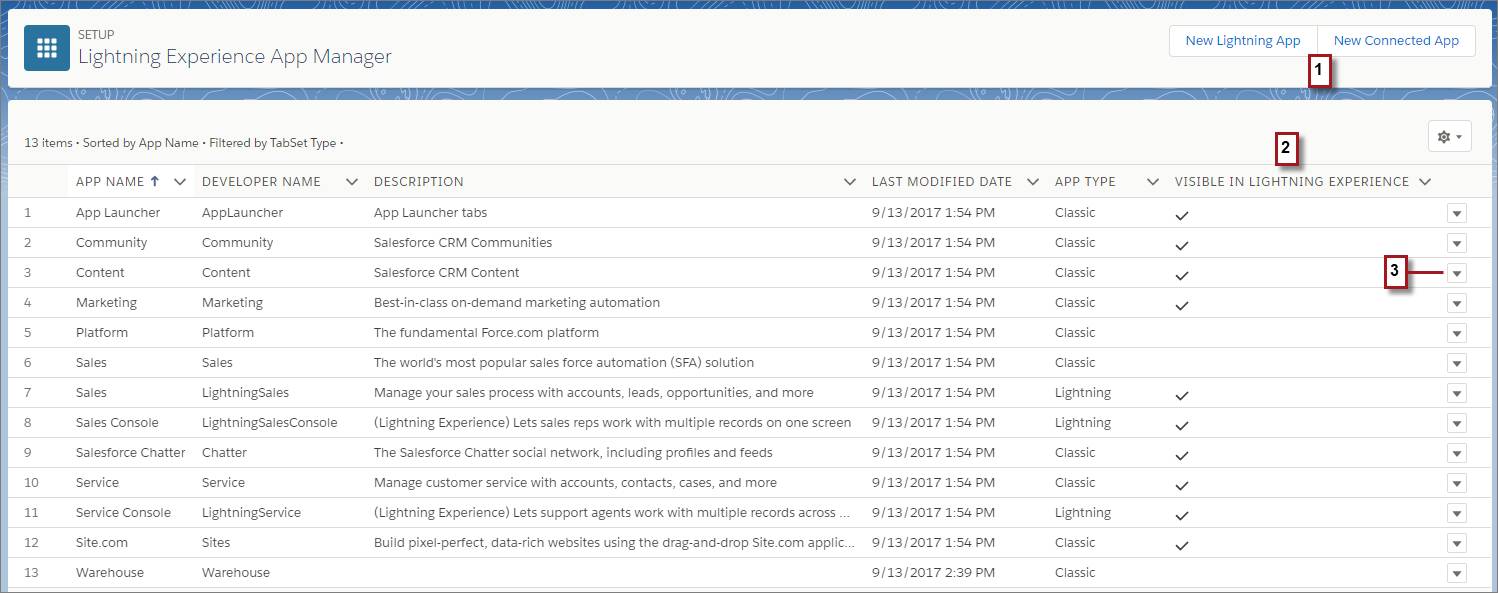 SETUP
Lightning Experience App Manager
New Lightning App New Connected App
1
13 items • Sorted by App Name • Filtered by TabSet Type •
2
APP NAME ↑ DEVELOPER NAME DESCRIPTION LAST MODIFIED DATE APP TYPE VISIBLE IN LIGHTNING EXPERIENCE
1 App Launcher AppLauncher App Launcher tabs 9/13/2017 1:54 PM Classic ✓
2 Community Community Salesforce CRM Communities 9/13/2017 1:54 PM Classic ✓
3 Content Content Salesforce CRM Content 9/13/2017 1:54 PM Classic ✓ 3
4 Marketing Marketing Best-in-class on-demand marketing automation 9/13/2017 1:54 PM Classic ✓
5 Platform Platform The fundamental Force.com platform 9/13/2017 1:54 PM Classic
6 Sales Sales The world's most popular sales force automation (SFA) solution 9/13/2017 1:54 PM Classic
7 Sales LightningSales Manage your sales process with accounts, leads, opportunities, and more 9/13/2017 1:54 PM Lightning ✓
8 Sales Console LightningSalesConsole (Lightning Experience) Lets sales reps work with multiple records on one screen 9/13/2017 1:54 PM Lightning ✓
9 Salesforce Chatter Chatter The Salesforce Chatter social network, including profiles and feeds 9/13/2017 1:54 PM Classic ✓
10 Service Service Manage customer service with accounts, contacts, cases, and more 9/13/2017 1:54 PM Classic ✓
11 Service Console LightningService (Lightning Experience) Lets support agents work with multiple records across ... 9/13/2017 1:54 PM Lightning ✓
12 Site.com Sites Build pixel-perfect, data-rich websites using the drag-and-drop Site.com applic... 9/13/2017 1:54 PM Classic ✓
13 Warehouse Warehouse 9/13/2017 2:39 PM Classic